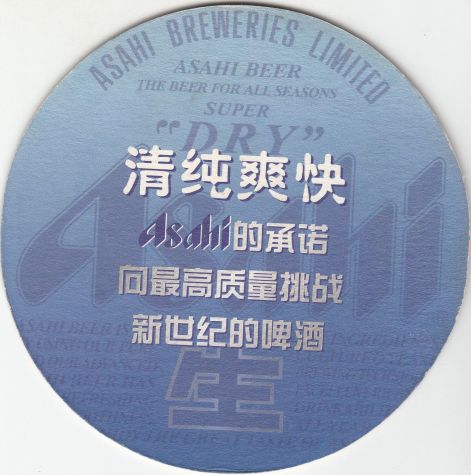 ASAHI BREWERIES LIMITED
ASAHI BEER
THE BEER FOR ALL SEASONS
SUPER
"DRY"
Asahi
清纯爽快
Asahi的承诺
向最高质量挑战
新世纪的啤酒
生